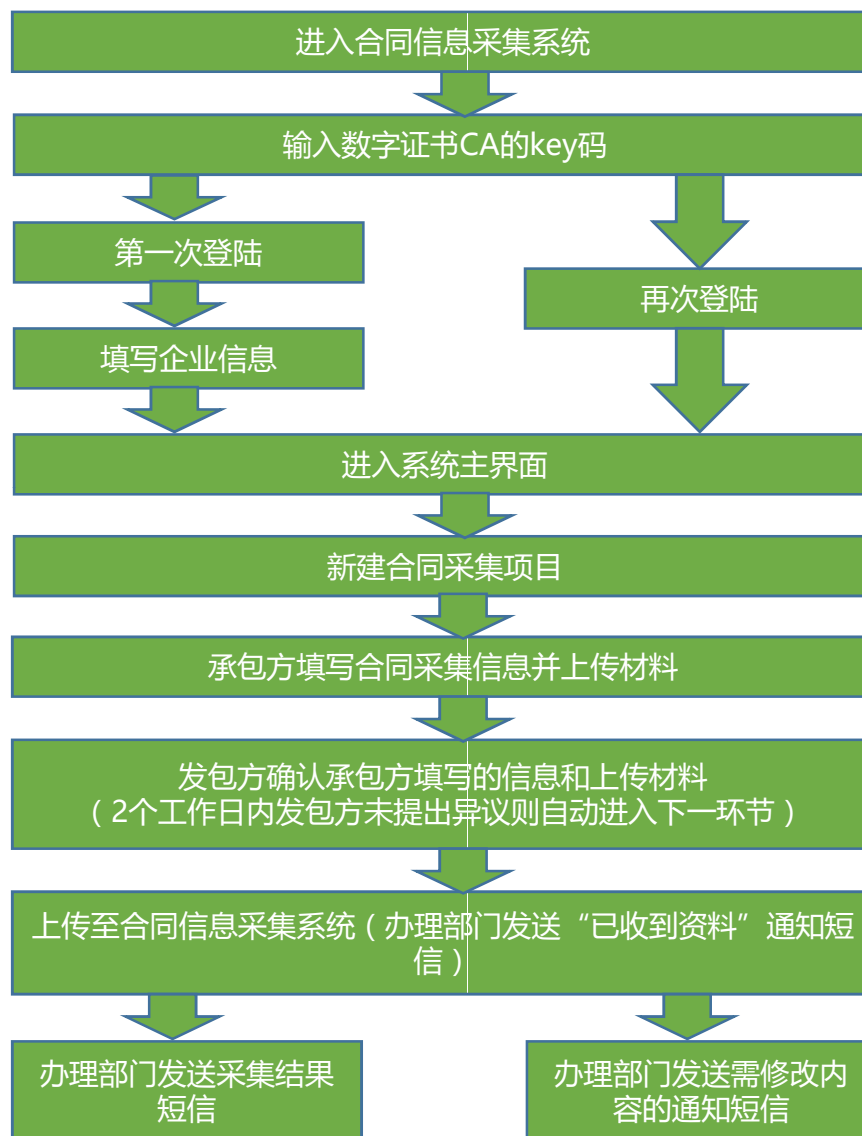 进入合同信息采集系统
输入数字证书CA的key码
第一次登陆
再次登陆
填写企业信息
进入系统主界面
新建合同采集项目
承包方填写合同采集信息并上传材料
发包方确认承包方填写的信息和上传材料
（2个工作日内发包方未提出异议则自动进入下一环节）
上传至合同信息采集系统（办理部门发送“已收到资料”通知短
信）
办理部门发送采集结果
短信
办理部门发送需修改内
容的通知短信